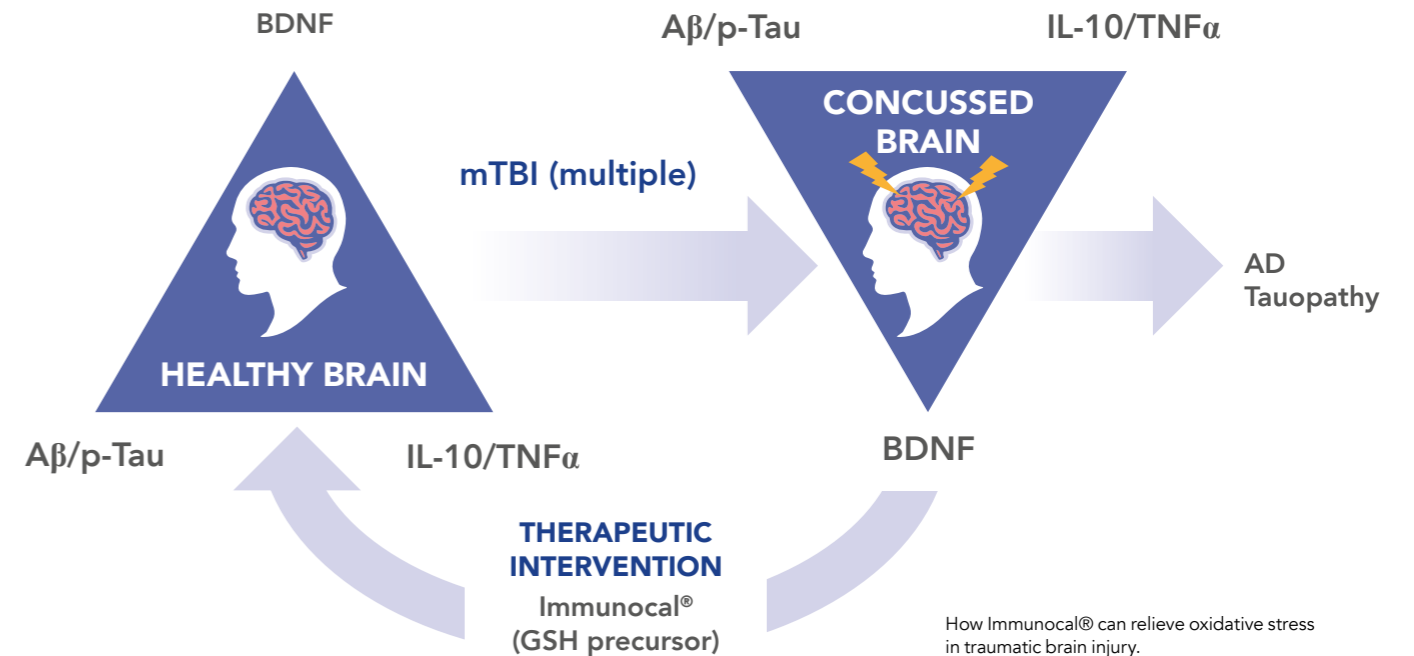 BDNF
Aβ/p-Tau
IL-10/TNFα
CONCUSSED
BRAIN
mTBI (multiple)
AD
Tauopathy
HEALTHY BRAIN
Aβ/p-Tau
IL-10/TNFα
BDNF
THERAPEUTIC
INTERVENTION
Immunocal®
(GSH precursor)
How Immunocal® can relieve oxidative stress
in traumatic brain injury.